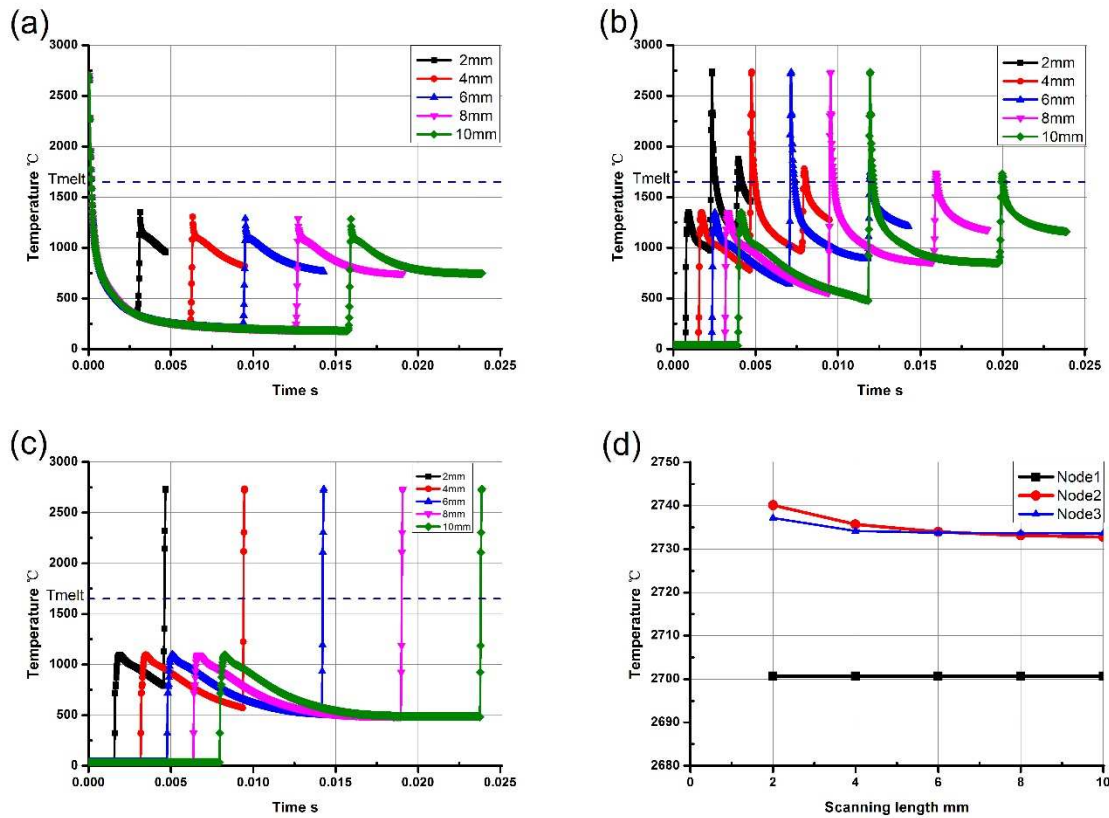 (a)
3000
2500
2000
Tmelt
1500
1000
500
0
Temperature ℃
0.000
0.005
0.010
0.015
0.020
0.025
Time s
2mm
4mm
6mm
8mm
10mm
(b)
3000
2500
2000
Tmelt
1500
1000
500
0
Temperature ℃
0.000
0.005
0.010
0.015
0.020
0.025
Time s
2mm
4mm
6mm
8mm
10mm
(c)
3000
2500
2000
Tmelt
1500
1000
500
0
Temperature ℃
0.000
0.005
0.010
0.015
0.020
0.025
Time s
2mm
4mm
6mm
8mm
10mm
(d)
2750
2740
2730
2720
2710
2700
2690
2680
Temperature ℃
0
2
4
6
8
10
Scanning length mm
Node1
Node2
Node3